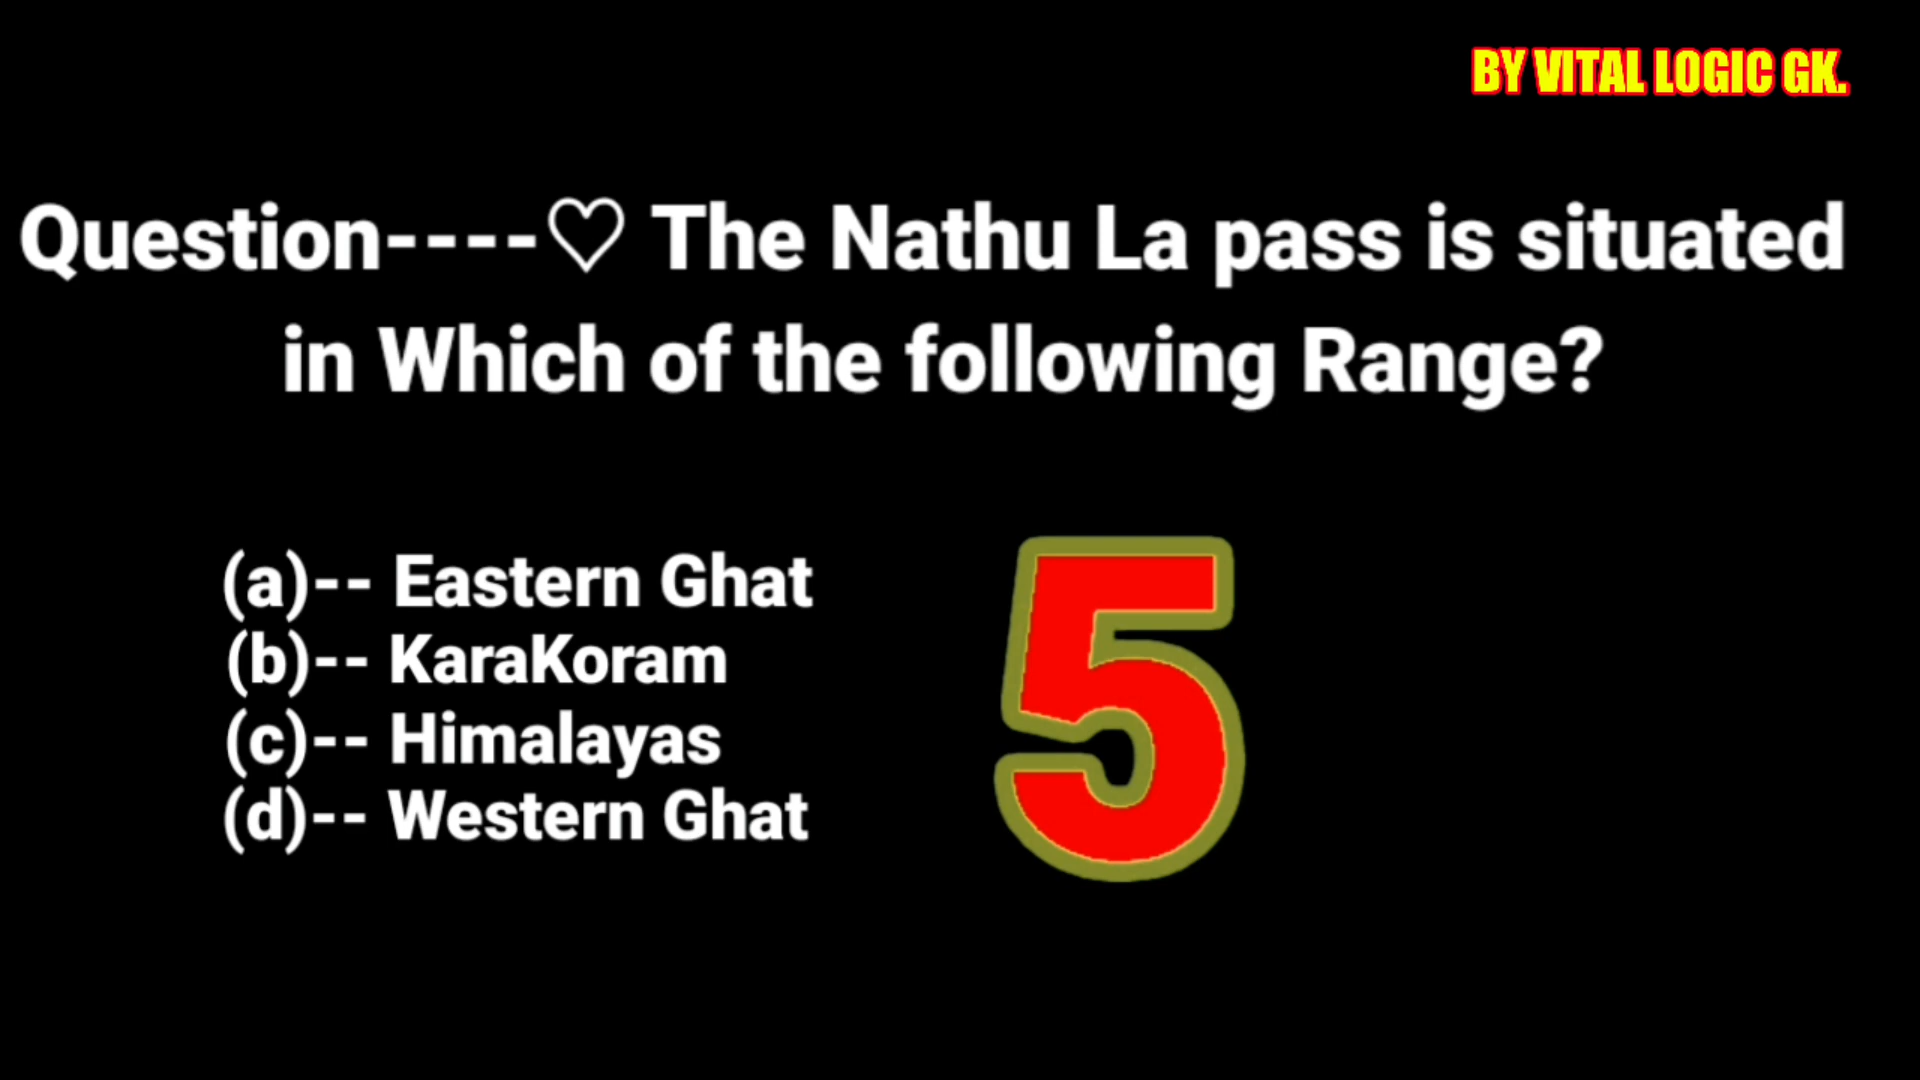 BY VITAL LOGIC GK.
Question----♡ The Nathu La pass is situated
in Which of the following Range?
(a)-- Eastern Ghat
(b)-- KaraKoram
(c)-- Himalayas
(d)-- Western Ghat
5